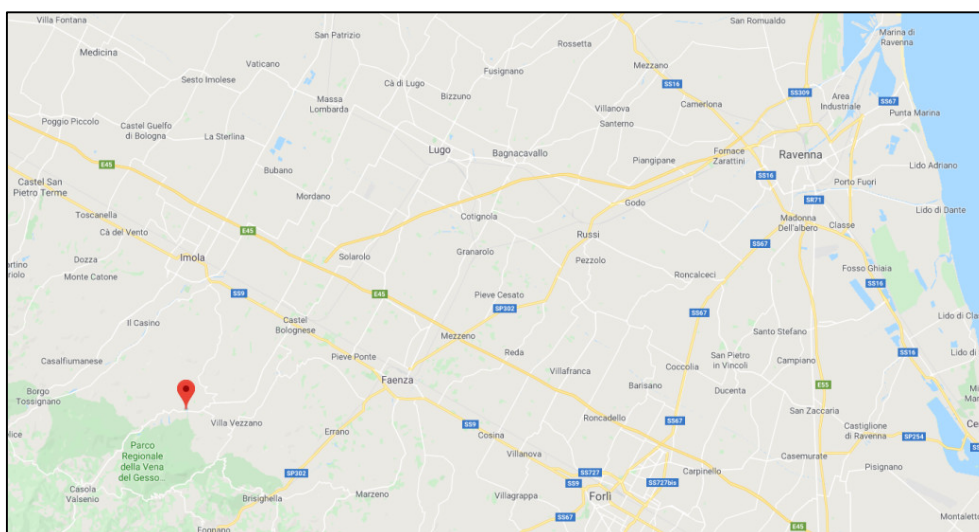 Villa Fontana
San Patrizio
San Romualdo
Marina di
Ravenna
Medicina
Rossetta
Vaticano
Fusignano
Mezzano
SS16
Sesto Imolese
Cà di Lugo
Bizzuno
SS309
Area
Industriale
SS67
Massa
Lombarda
Villanova
Santerno
Camerlona
Punta Marina
Poggio Piccolo
Castel Guelfo
di Bologna
La Sterlina
Lugo
Bagnacavallo
Fornace
Zarattini
Ravenna
E45
Bubano
Piangipane
Lido Adriano
Castel San
Pietro Terme
SS16
Porto Fuori
Mordano
Godo
SR71
Toscanella
Cotignola
Lido di Dante
Cà del Vento
E45
Russi
Madonna
Dell'albero
Classe
SS67
Dozza
Imola
Solarolo
Granarolo
Pezzolo
Monte Catone
Roncalceci
Fosso Ghiaia
SS16
SS9
E45
Pieve Cesato
SP302
SS67
Il Casino
Castel
Bolognese
Santo Stefano
Mezzeno
SS16
Casalfiumanese
Pieve Ponte
Reda
San Pietro
in Vincoli
Campiano
Faenza
Villafranca
Coccolia
Borgo
Tossignano
Barisano
Ducenta
E55
Villa Vezzano
Roncadello
San Zaccaria
SS9
SS67
Errano
Cosina
Castiglione
di Ravenna
SP254
Parco
Regionale
della Vena
del Gesso...
Villanova
Casemurate
Pisignano
SP302
SS727
SS9
Carpinello
Casola
Valsenio
Brisighella
Marzeno
Villagrappa
Forlì
SS727bis
SS67
Fognano
E45
Montaletto